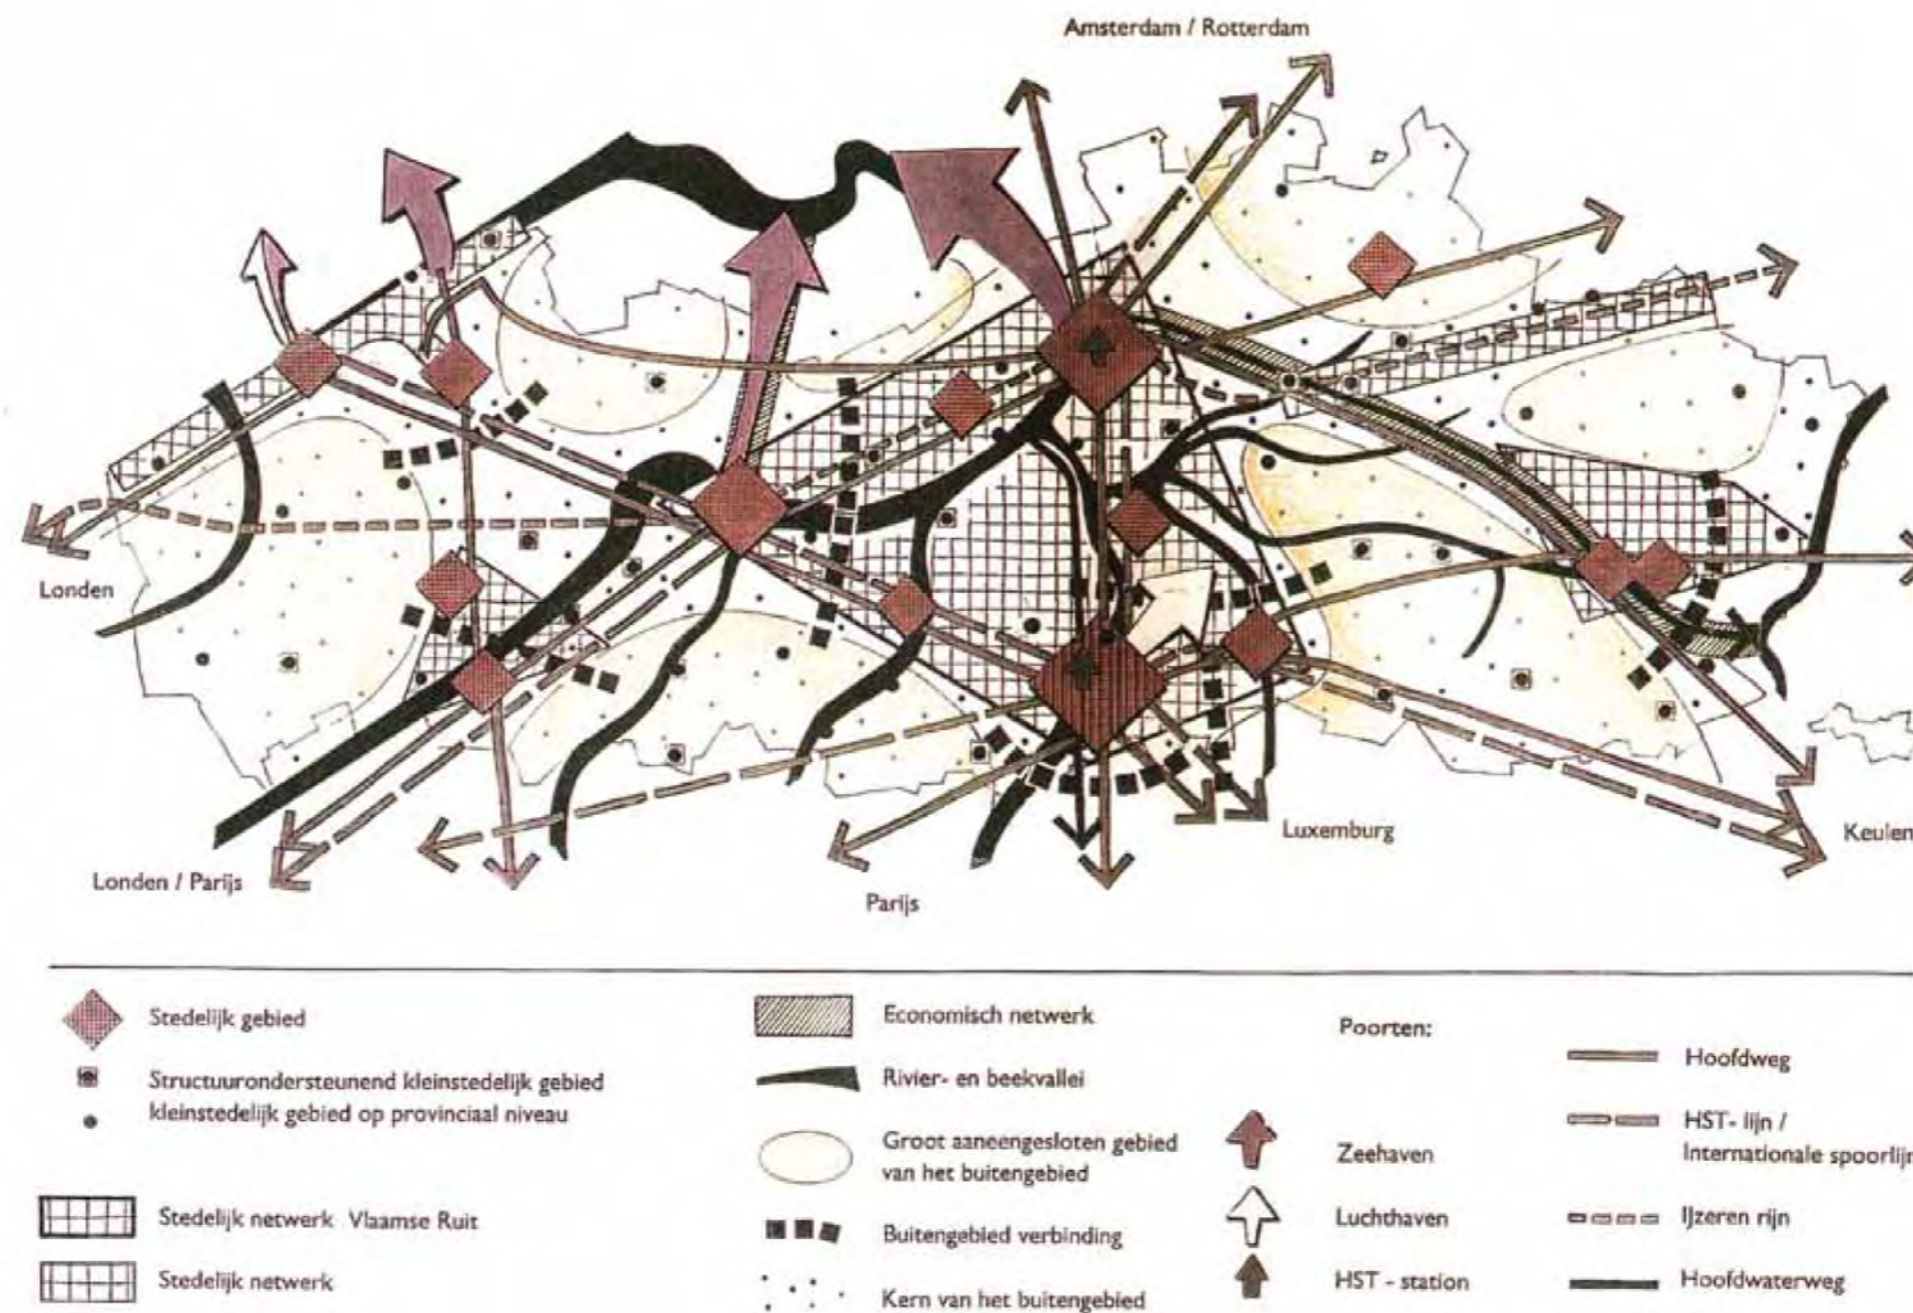 Amsterdam / Rotterdam
Londen
Londen / Parijs
Parijs
Luxemburg
Keulen
Stedelijk gebied
Structuurondersteunend kleinstedelijk gebied
kleinstedelijk gebied op provinciaal niveau
Stedelijk netwerk Vlaamse Ruit
Stedelijk netwerk
Economisch netwerk
Rivier- en beekvallei
Groot aaneengesloten gebied
van het buitengebied
Buitengebied verbinding
Kern van het buitengebied
Poorten:
Zeehaven
Luchthaven
HST - station
Hoofdweg
HST- lijn /
Internationale spoorlijn
IJzeren rijn
Hoofdwaterweg